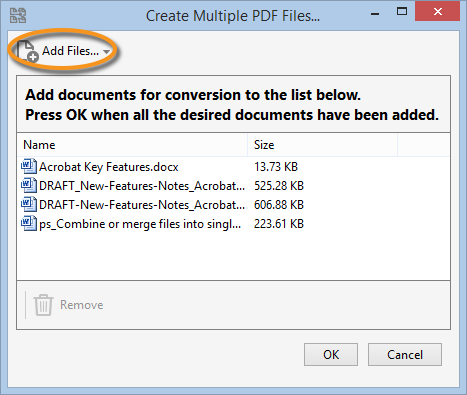 Create Multiple PDF Files...
Add Files...
Add documents for conversion to the list below.
Press OK when all the desired documents have been added.
Name Size
Acrobat Key Features.docx 13.73 KB
DRAFT_New-Features-Notes_Acrobat... 525.28 KB
DRAFT-New-Features-Notes_Acrobat... 606.88 KB
ps_Combine or merge files into singl... 223.61 KB
Remove
OK Cancel